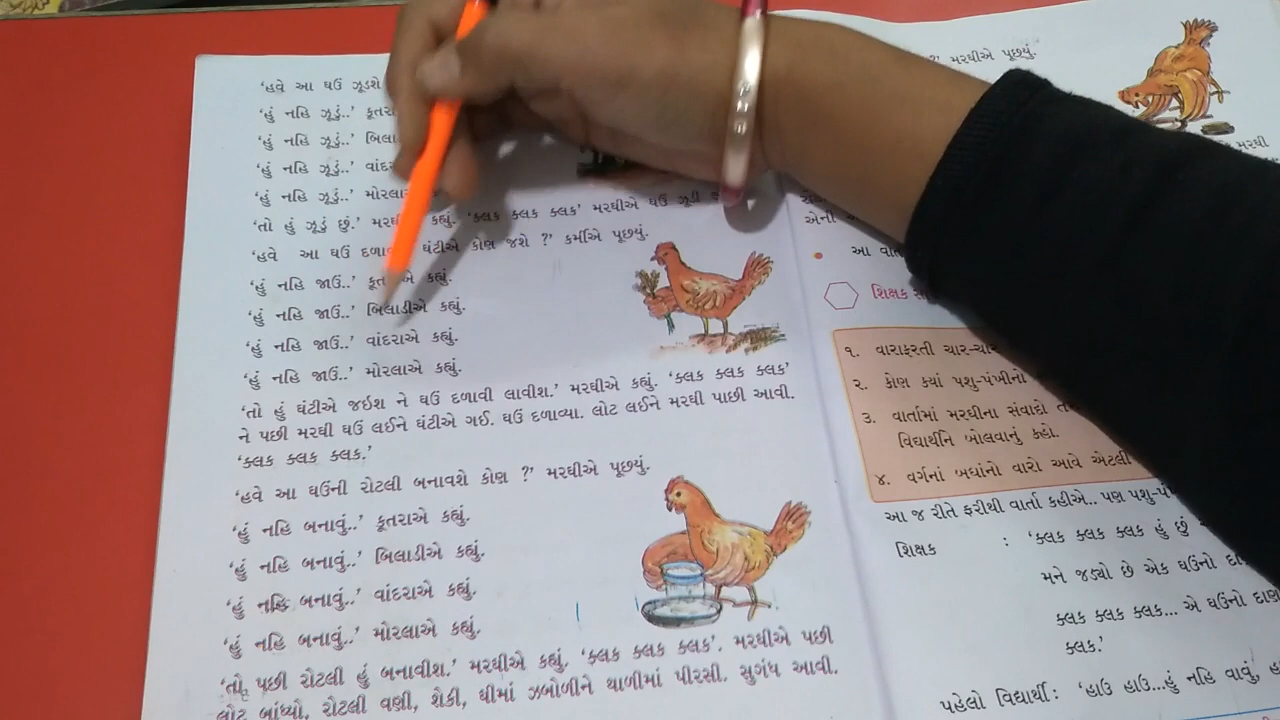 ‘હવે આ ઘઉં ઝૂડશે
‘હું નહિ ઝૂડું..’
‘હું નહિ ઝૂડું..’
‘હું નહિ ઝૂડું..’
‘હું નહિ ઝૂડું..’ મોરલા
‘તો હું ઝૂડું છું.’ કહ્યું. ‘ક્લક ક્લક ક્લક’ મરઘીએ ઘઉં ઝૂડી
‘હવે આ ઘઉં ઘંટીએ કોણ જશે ?’ કર્મીએ પૂછયું.
‘હું નહિ જાઉં..’ કહ્યું.
‘હું નહિ જાઉં..’ બિલાડીએ કહ્યું.
‘હું નહિ જાઉં..’ વાંદરાએ કહ્યું.
‘હું નહિ જાઉં..’ મોરલાએ કહ્યું.
‘તો હું ઘંટીએ જઈશ ને ઘઉં દળાવી લાવીશ.’ મરઘીએ કહ્યું. ‘ક્લક ક્લક ક્લક’
ને પછી મરઘી ઘઉં લઈને ઘંટીએ ગઈ. ઘઉં દળાવ્યા. લોટ લઈને મરઘી પાછી આવી.
‘ક્લક ક્લક ક્લક.’
‘હવે આ ઘઉંની રોટલી બનાવશે કોણ ?’ મરઘીએ પૂછયું.
‘હું નહિ બનાવું..’ કૂતરાએ કહ્યું.
‘હું નહિ બનાવું..’ બિલાડીએ કહ્યું.
‘હું નહિ બનાવું..’ વાંદરાએ કહ્યું.
‘હું નહિ બનાવું..’ મોરલાએ કહ્યું.
‘તો પછી રોટલી હું બનાવીશ.’ મરઘીએ કહ્યું. ‘ક્લક ક્લક ક્લક’. મરઘીએ પછી
લોટ બાંધ્યો, રોટલી વણી, શેકી, ઘીમાં ઝબોળીને થાળીમાં પીરસી. સુગંધ આવી.
?’ મરઘીએ પૂછયું.
મરઘી
એની
આ વા
શિક્ષક
૧. વારાફરતી ચાર-ચાર
૨. કોણ ક્યાં પશુ-પંખીનો
૩. વાર્તામાં મરઘીના સંવાદો
વિદ્યાર્થીને બોલવાનું કહો.
૪. વર્ગનાં બધાંનો વારો આવે એટલી
આ જ રીતે ફરીથી વાર્તા કહીએ.. પણ પશુ-પં
શિક્ષક : ‘ક્લક ક્લક ક્લક હું છું
મને જડ્યો છે એક ઘઉંનો
ક્લક ક્લક ક્લક... એ ઘઉંનો
ક્લક.’
પહેલો વિદ્યાર્થી : ‘હાઉ હાઉ...હું નહિ વાવું,